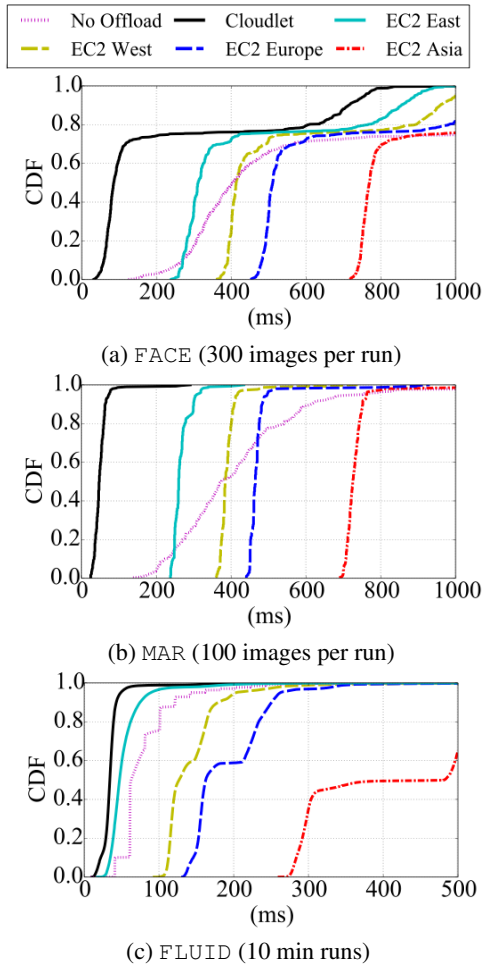 No Offload Cloudlet EC2 East
EC2 West EC2 Europe EC2 Asia
1.0
0.8
0.6
0.4
0.2
0.0
CDF
200 400 600 800 1000
(ms)
(a) FACE (300 images per run)
1.0
0.8
0.6
0.4
0.2
0.0
CDF
200 400 600 800 1000
(ms)
(b) MAR (100 images per run)
1.0
0.8
0.6
0.4
0.2
0.0
CDF
0 100 200 300 400 500
(ms)
(c) FLUID (10 min runs)